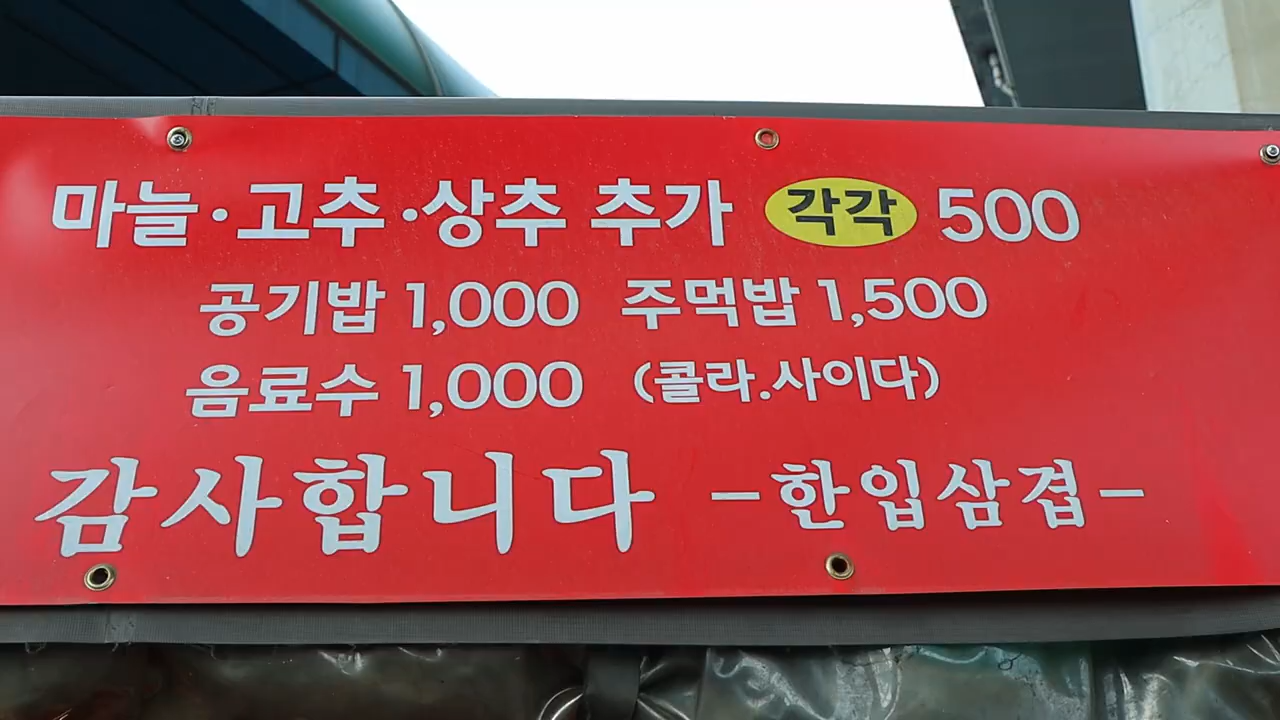 마늘·고추·상추 추가 각각 500
공기밥 1,000 주먹밥 1,500
음료수 1,000 (콜라.사이다)
감사합니다 -한입삼겹-